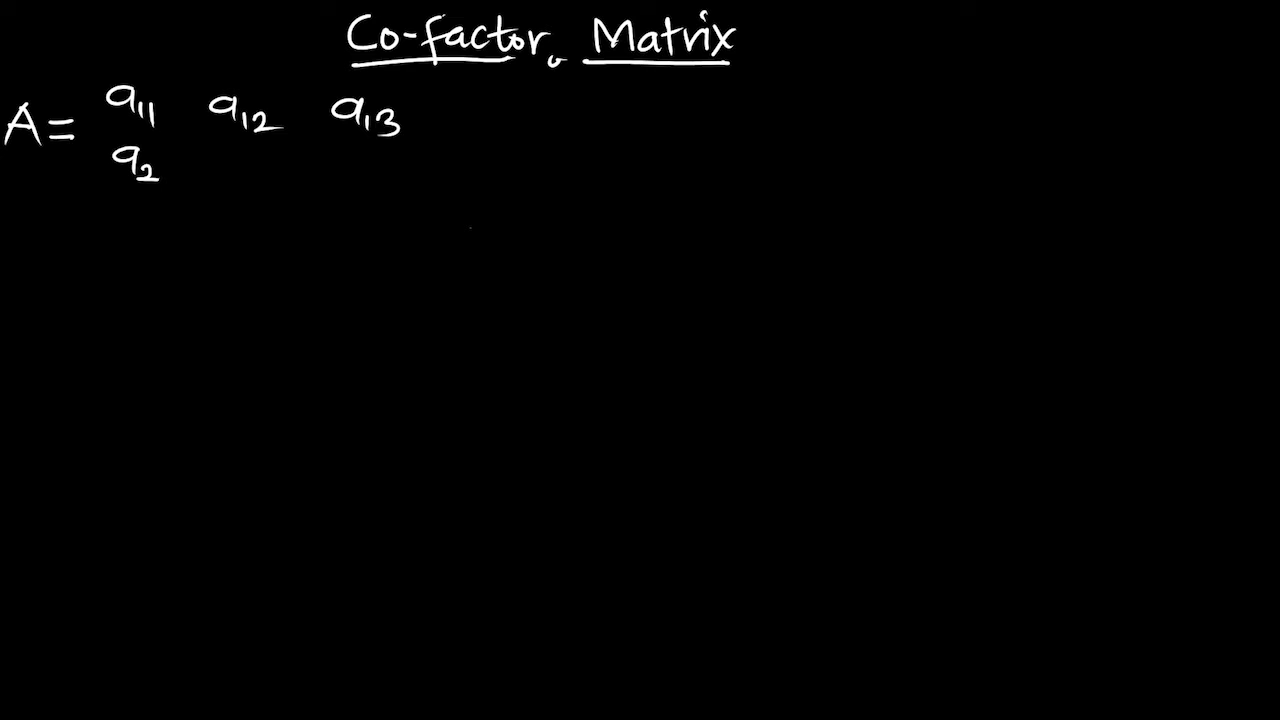 Co-factor Matrix
A = a11 a12 a13
a2